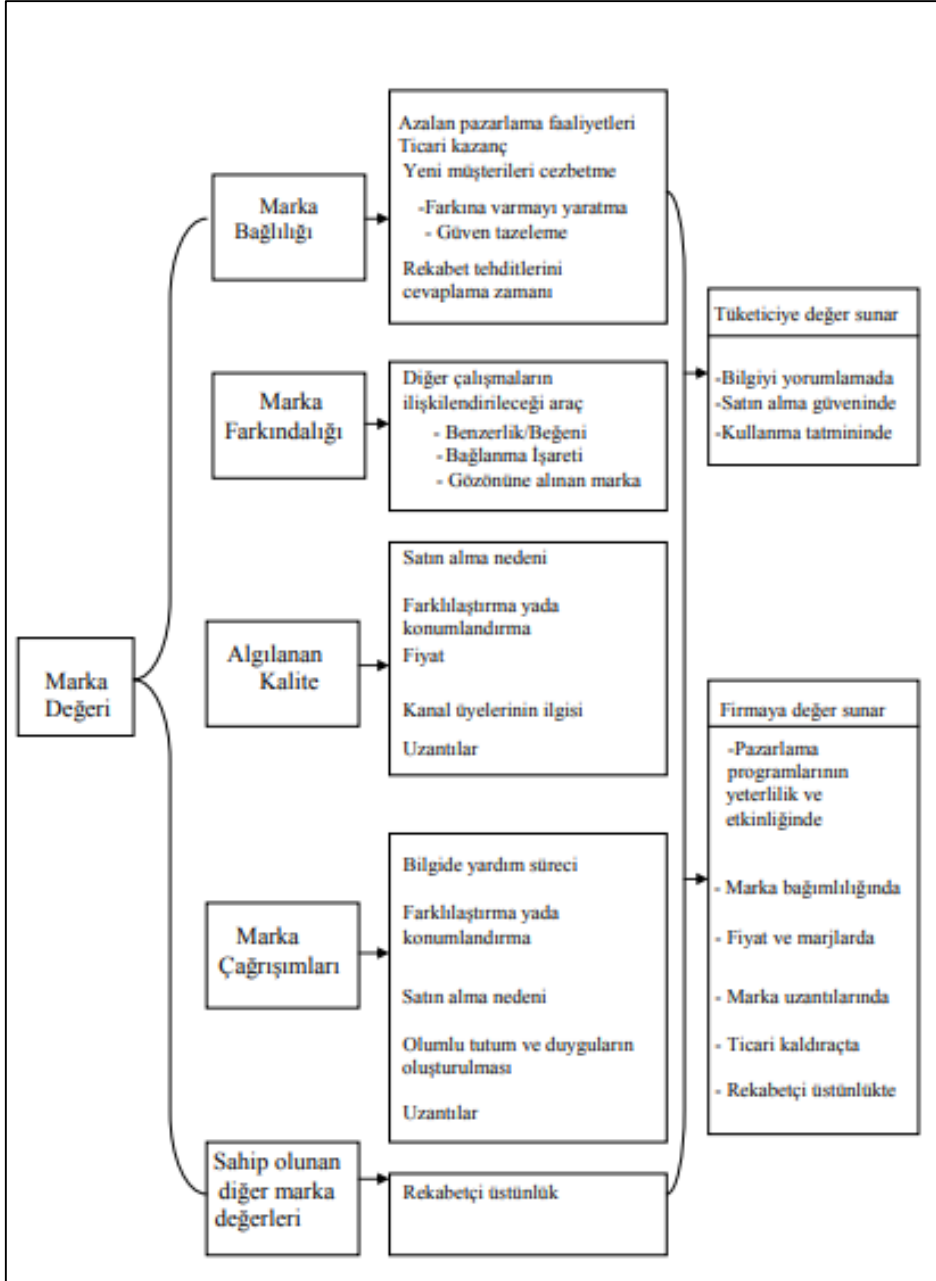 Marka
Değeri
Marka
Bağlılığı
Azalan pazarlama faaliyetleri
Ticari kazanç
Yeni müşterileri cezbetme
-Farkına varmayı yaratma
- Güven tazeleme
Rekabet tehditlerini
cevaplama zamanı
Marka
Farkındalığı
Diğer çalışmaların
ilişkilendirileceği araç
- Benzerlik/Beğeni
- Bağlanma İşareti
- Gözönüne alınan marka
Algılanan
Kalite
Satın alma nedeni
Farklılaştırma yada
konumlandırma
Fiyat
Kanal üyelerinin ilgisi
Uzantılar
Marka
Çağrışımları
Bilgide yardım süreci
Farklılaştırma yada
konumlandırma
Satın alma nedeni
Olumlu tutum ve duyguların
oluşturulması
Uzantılar
Sahip olunan
diğer marka
değerleri
Rekabetçi üstünlük
Tüketiciye değer sunar
-Bilgiyi yorumlamada
-Satın alma güveninde
-Kullanma tatmininde
Firmaya değer sunar
-Pazarlama
programlarının
yeterlilik ve
etkinliğinde
- Marka bağımlılığında
- Fiyat ve marjlarda
- Marka uzantılarında
- Ticari kaldıraçta
- Rekabetçi üstünlükte